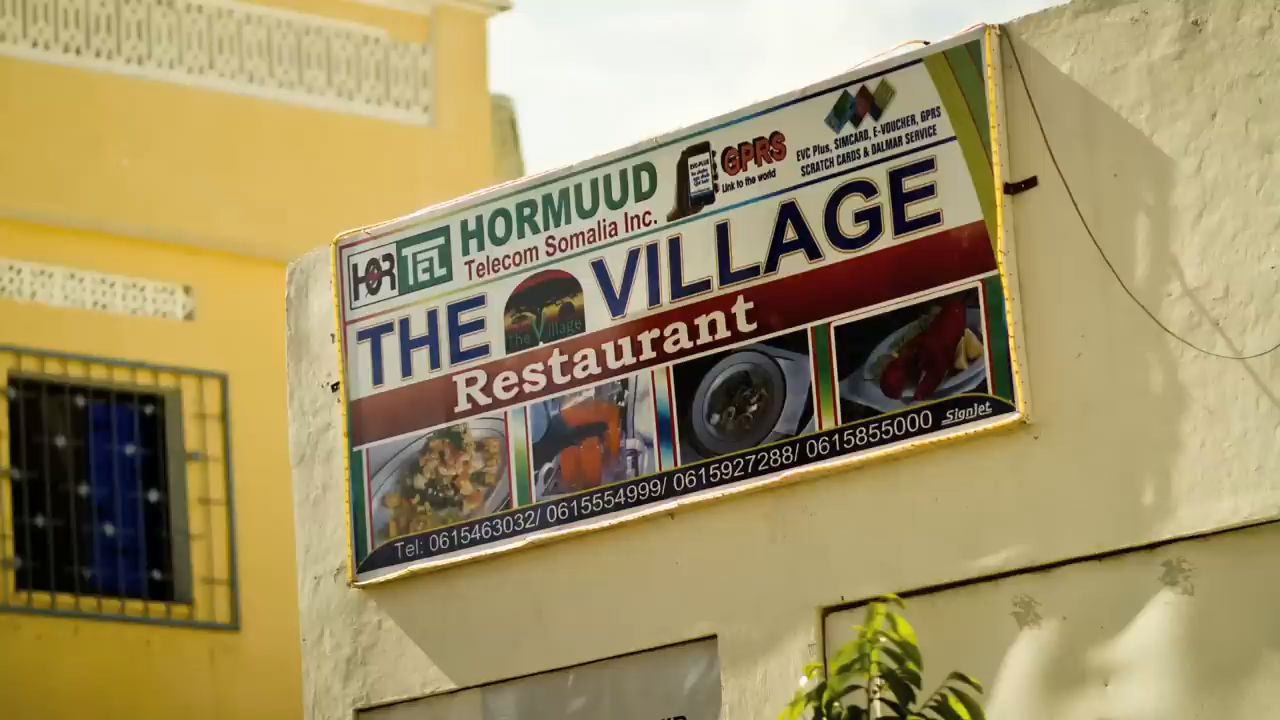 HOR TEL HORMUUD
Telecom Somalia Inc.
GPRS
Link to the world
EVC Plus, SIMCARD, E-VOUCHER, GPRS
SCRATCH CARDS & DALMAR SERVICE
THE VILLAGE
The Village
Restaurant
Tel: 0615463032/ 0615554999/ 0615927288/ 0615855000
SignJet